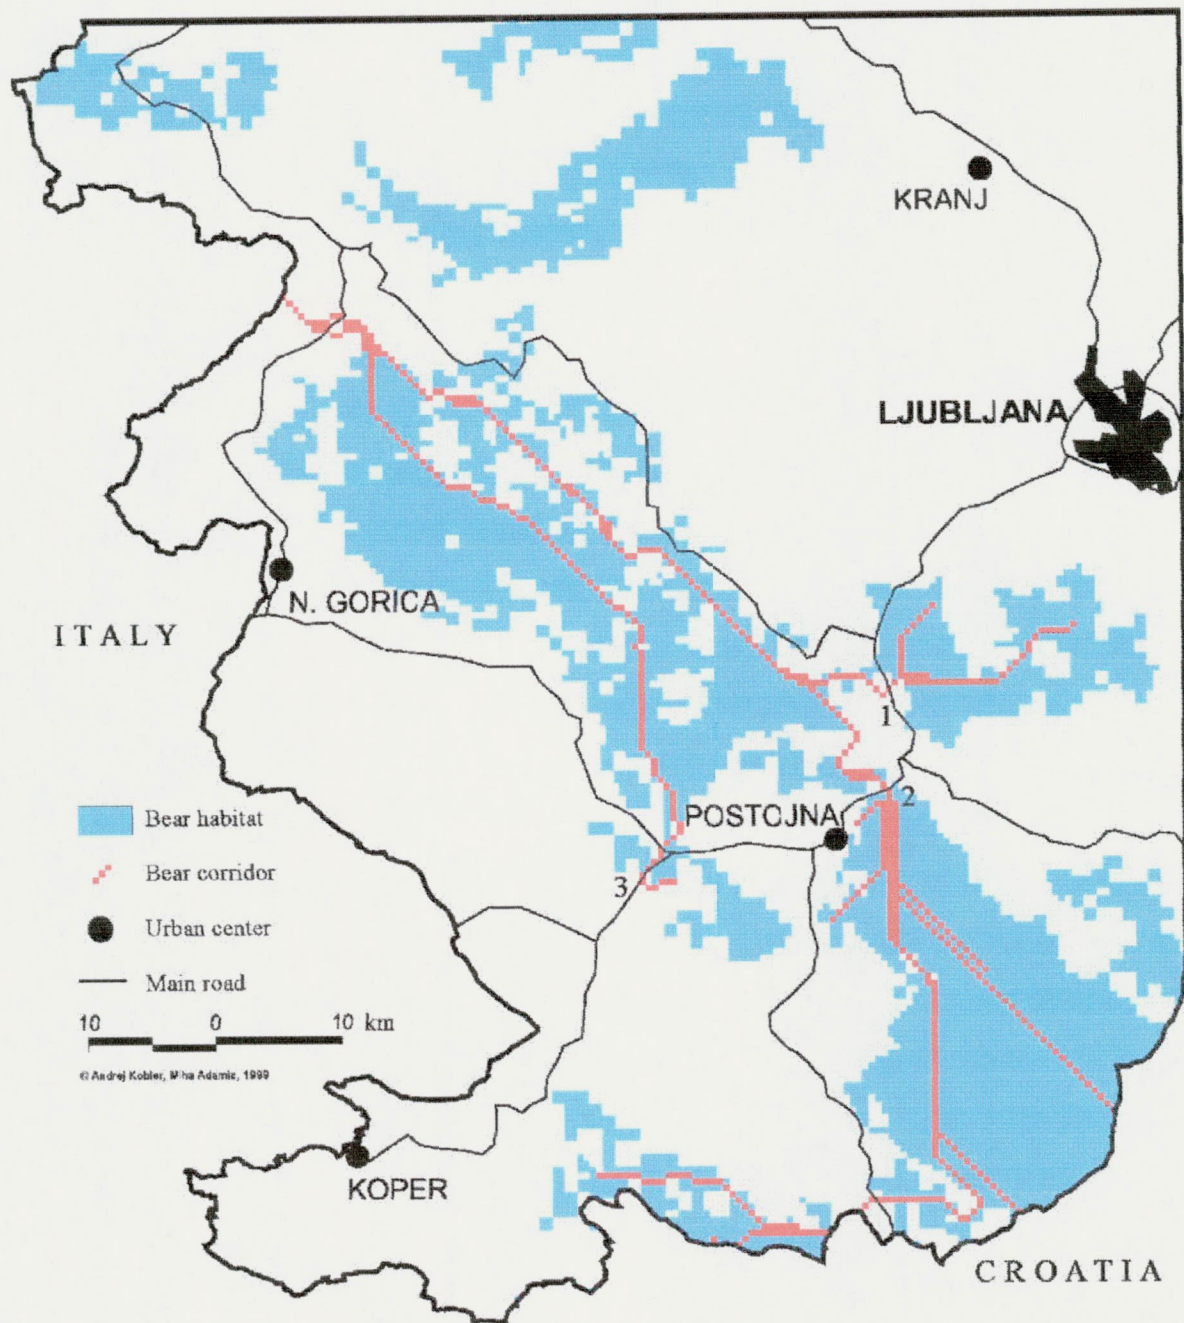 KRANJ
LJUBLJANA
N. GORICA
ITALY
1
Bear habitat
POSTOJNA
2
Bear corridor
3
Urban center
Main road
10 0 10 km
© Andrej Kobler, Miha Adamic, 1999
KOPER
CROATIA